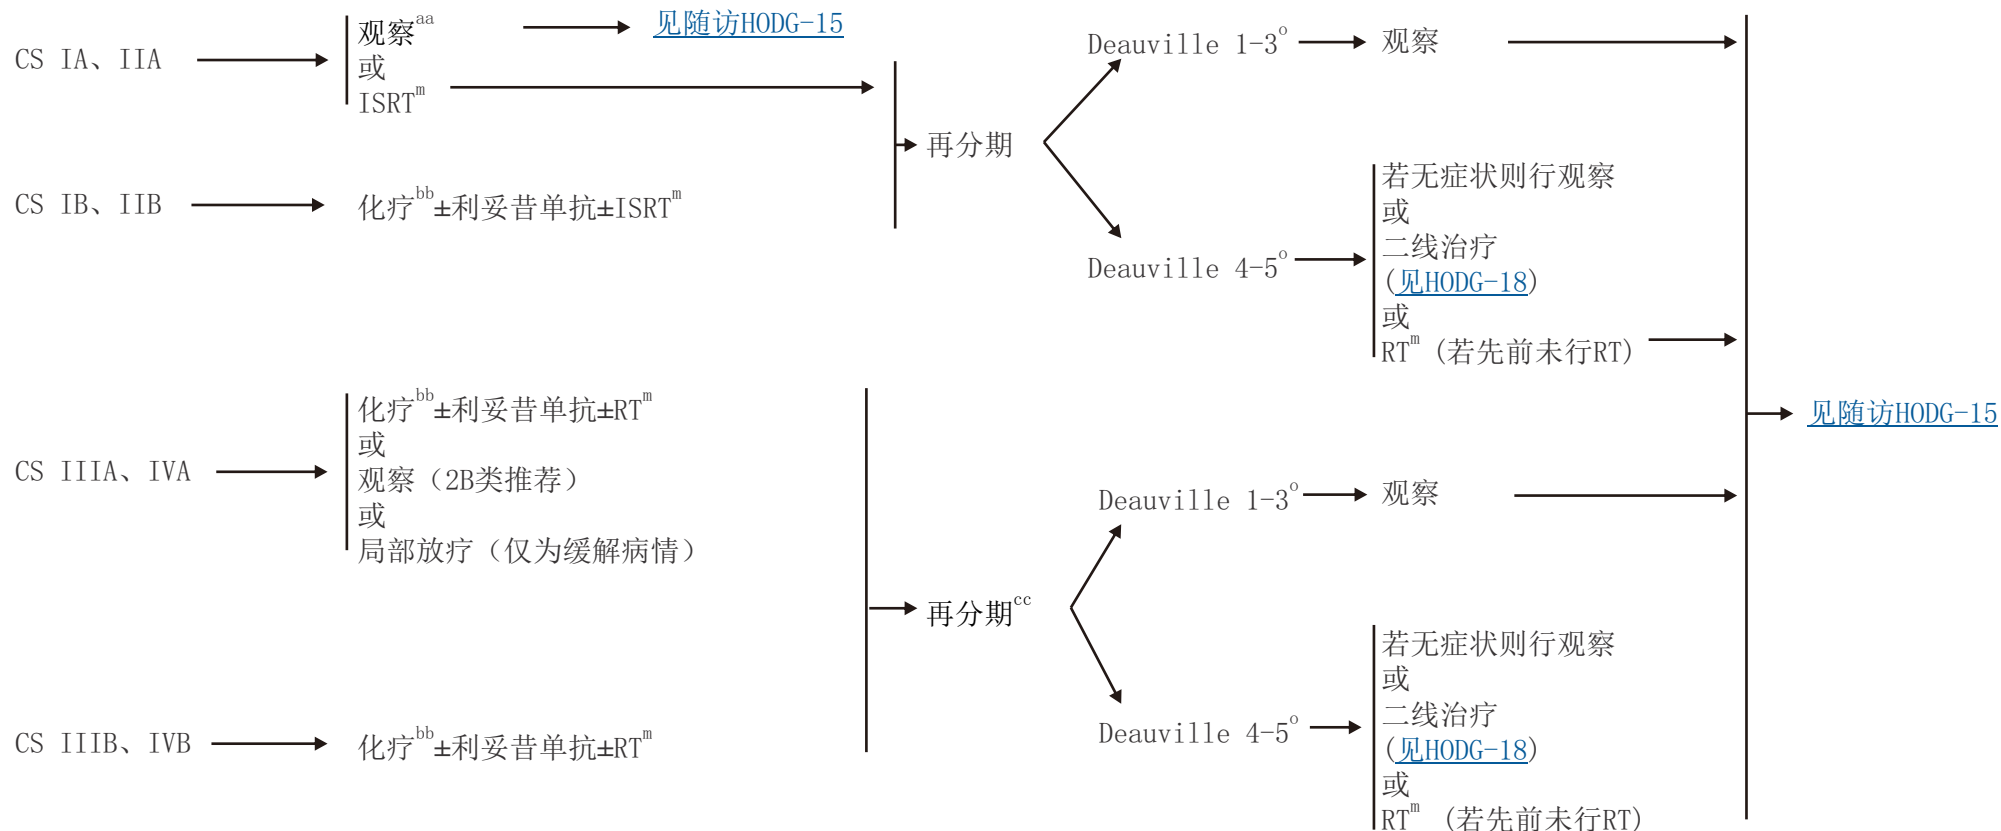 CS IA、IIA
观察aa
或
ISRTm
见随访HODG-15
CS IB、IIB
化疗bb±利妥昔单抗±ISRTm
再分期
Deauville 1-3o
观察
Deauville 4-5o
若无症状则行观察
或
二线治疗
(见HODG-18)
或
RTm (若先前未行RT)
CS IIIA、IVA
化疗bb±利妥昔单抗±RTm
或
观察（2B类推荐）
或
局部放疗（仅为缓解病情）
CS IIIB、IVB
化疗bb±利妥昔单抗±RTm
再分期cc
Deauville 1-3o
观察
Deauville 4-5o
若无症状则行观察
或
二线治疗
(见HODG-18)
或
RTm (若先前未行RT)
见随访HODG-15